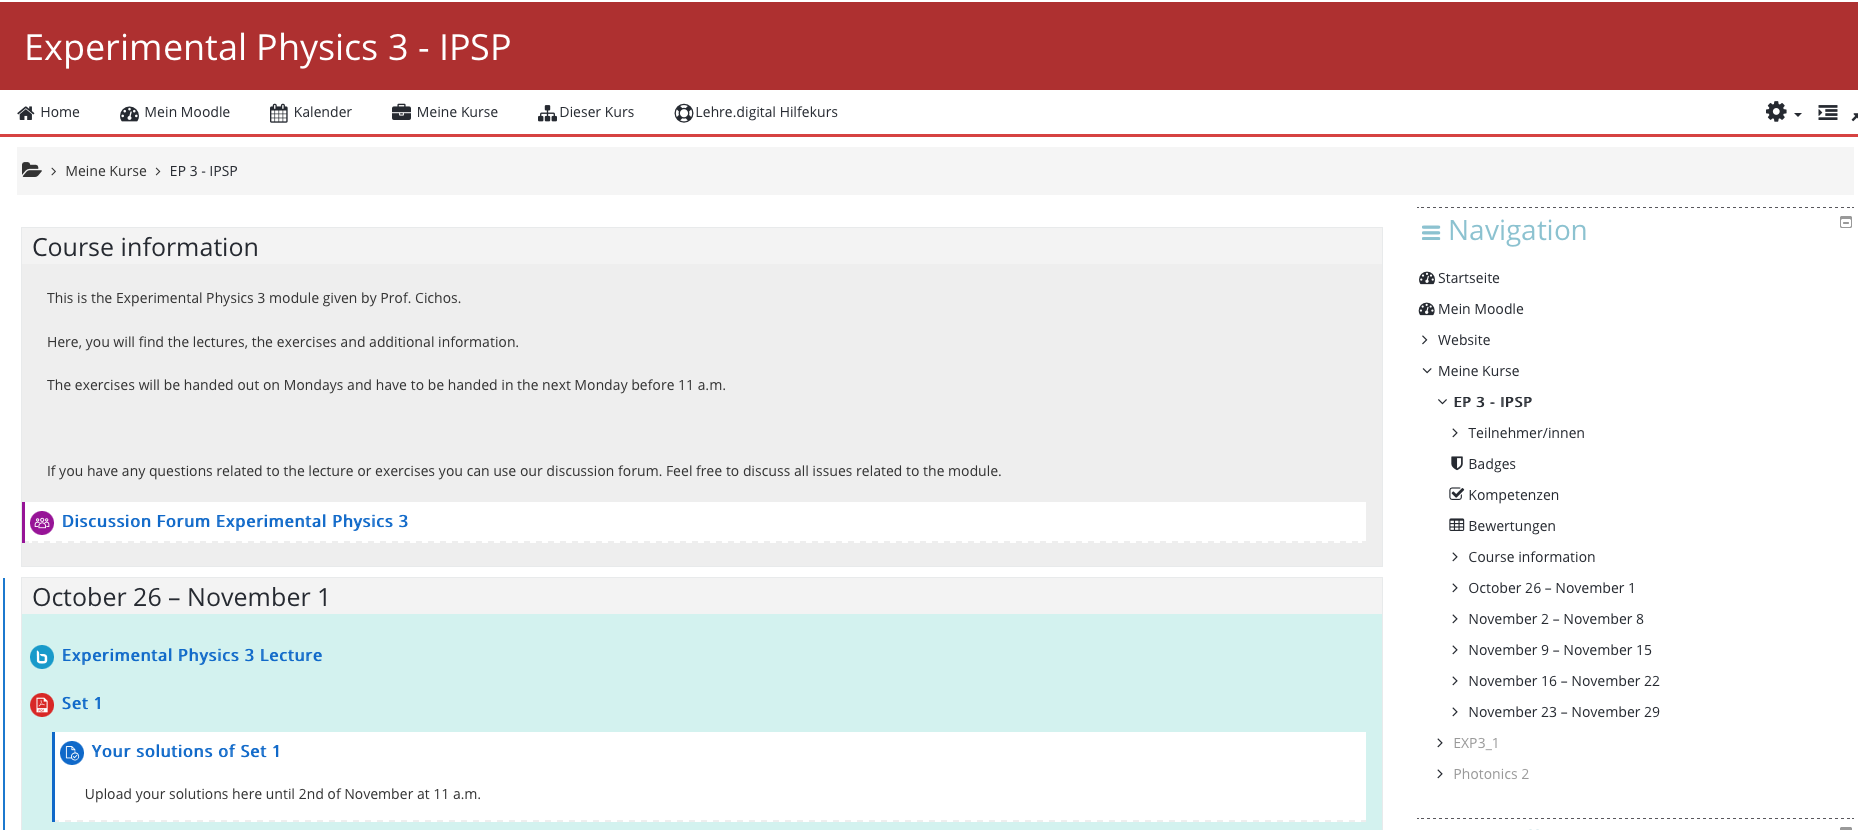 Experimental Physics 3 - IPSP
Home Mein Moodle Kalender Meine Kurse Dieser Kurs Lehre.digital Hilfekurs
Meine Kurse EP 3 - IPSP
Course information
This is the Experimental Physics 3 module given by Prof. Cichos.
Here, you will find the lectures, the exercises and additional information.
The exercises will be handed out on Mondays and have to be handed in the next Monday before 11 a.m.
If you have any questions related to the lecture or exercises you can use our discussion forum. Feel free to discuss all issues related to the module.
Discussion Forum Experimental Physics 3
October 26 – November 1
Experimental Physics 3 Lecture
Set 1
Your solutions of Set 1
Upload your solutions here until 2nd of November at 11 a.m.
Navigation
Startseite
Mein Moodle
Website
Meine Kurse
EP 3 - IPSP
Teilnehmer/innen
Badges
Kompetenzen
Bewertungen
Course information
October 26 – November 1
November 2 – November 8
November 9 – November 15
November 16 – November 22
November 23 – November 29
EXP3_1
Photonics 2